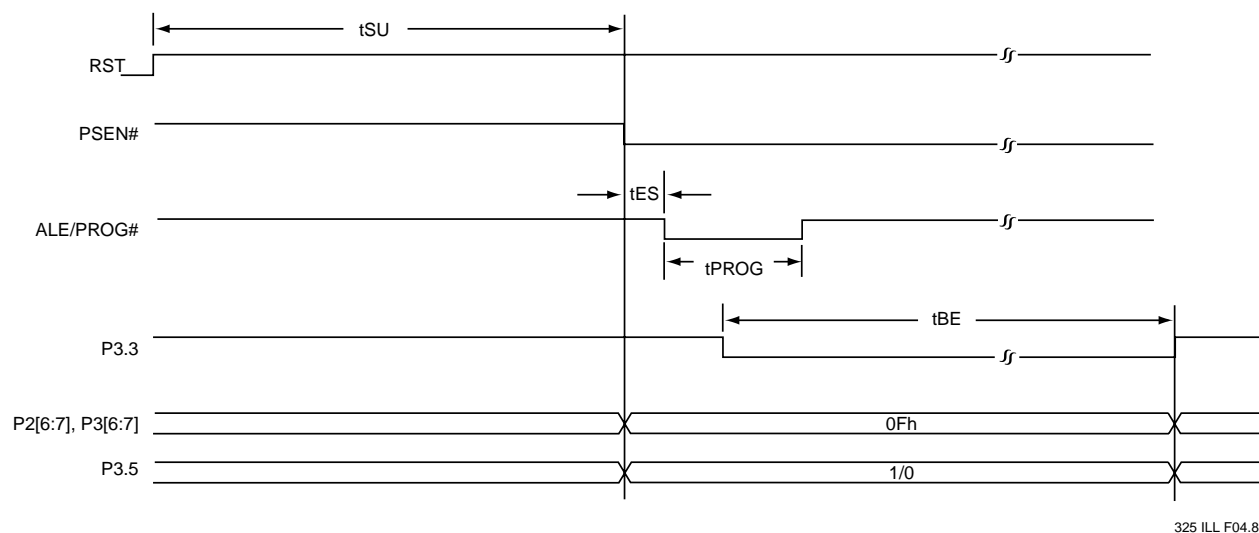 tSU
RST
PSEN#
tES
ALE/PROG#
tPROG
tBE
P3.3
P2[6:7], P3[6:7]
0Fh
P3.5
1/0
325 ILL F04.8